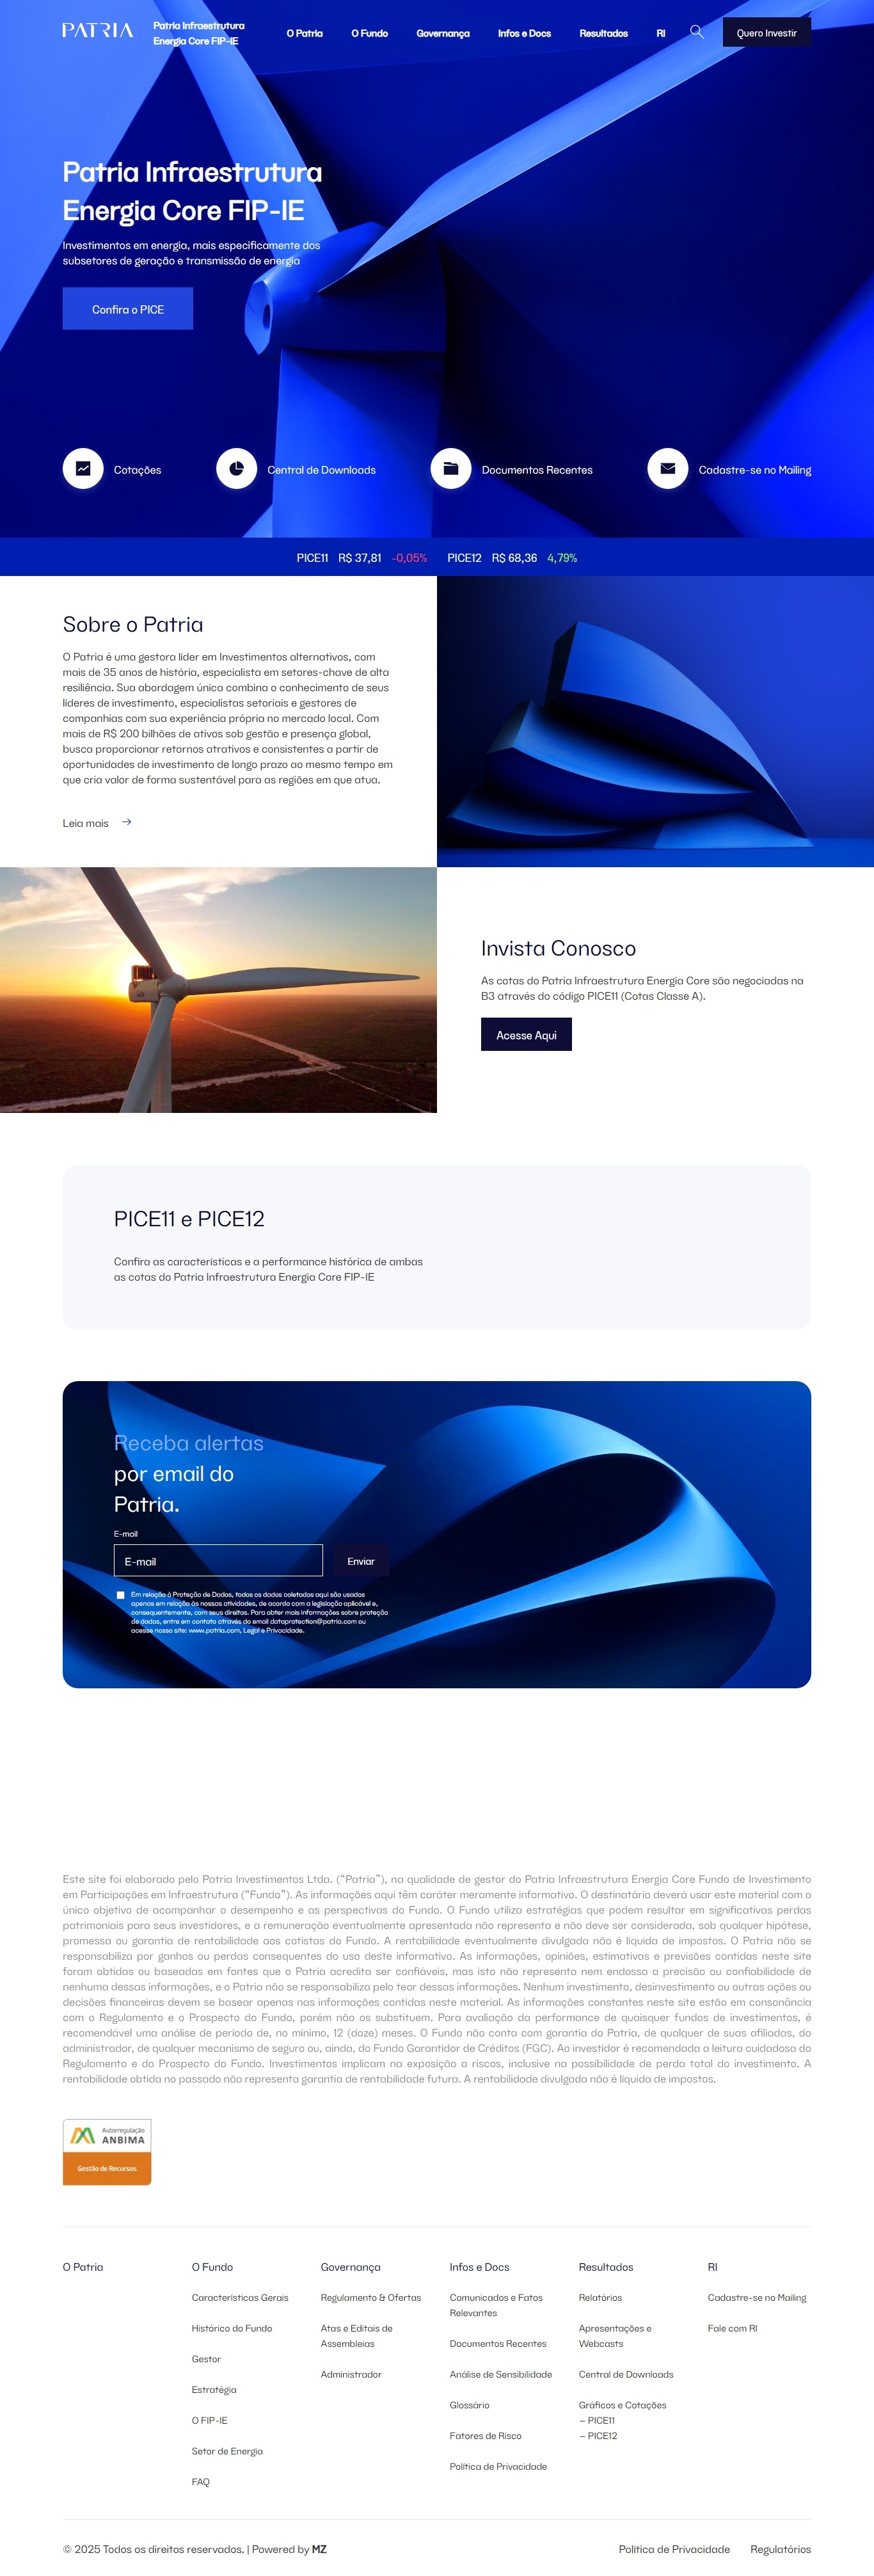 PATRIA
Patria Infraestrutura
Energia Core FIP-IE
O Patria
O Fundo
Governança
Infos e Docs
Resultados
RI
Quero Investir
Patria Infraestrutura
Energia Core FIP-IE
Investimentos em energia, mais especificamente dos
subsetores de geração e transmissão de energia
Confira o PICE
Cotações
Central de Downloads
Documentos Recentes
Cadastre-se no Mailing
PICE11 R$ 37,81 -0,05% PICE12 R$ 68,36 4,79%
Sobre o Patria
O Patria é uma gestora líder em Investimentos alternativos, com
mais de 35 anos de história, especialista em setores-chave de alta
resiliência. Sua abordagem única combina o conhecimento de seus
líderes de investimento, especialistas setoriais e gestores de
companhias com sua experiência própria no mercado local. Com
mais de R$ 200 bilhões de ativos sob gestão e presença global,
busca proporcionar retornos atrativos e consistentes a partir de
oportunidades de investimento de longo prazo ao mesmo tempo em
que cria valor de forma sustentável para as regiões em que atua.
Leia mais
Invista Conosco
As cotas do Patria Infraestrutura Energia Core são negociadas na
B3 através do código PICE11 (Cotas Classe A).
Acesse Aqui
PICE11 e PICE12
Confira as características e a performance histórica de ambas
as cotas do Patria Infraestrutura Energia Core FIP-IE
Receba alertas
por email do
Patria.
E-mail
E-mail
Enviar
Em relação à Proteção de Dados, todos os dados coletados aqui são usados
apenas em relação às nossas atividades, de acordo com a legislação aplicável e,
consequentemente, com seus direitos. Para obter mais informações sobre proteção
de dados, entre em contato através do email dataprotection@patria.com ou
acesse nosso site: www.patria.com, Legal e Privacidade.
Este site foi elaborado pelo Patria Investimentos Ltda. (“Patria”), na qualidade de gestor do Patria Infraestrutura Energia Core Fundo de Investimento
em Participações em Infraestrutura (“Fundo”). As informações aqui têm caráter meramente informativo. O destinatário deverá usar este material com o
único objetivo de acompanhar o desempenho e as perspectivas do Fundo. O Fundo utiliza estratégias que podem resultar em significativas perdas
patrimoniais para seus investidores, e a remuneração eventualmente apresentada não representa e não deve ser considerada, sob qualquer hipótese,
promessa ou garantia de rentabilidade aos cotistas do Fundo. A rentabilidade eventualmente divulgada não é líquida de impostos. O Patria não se
responsabiliza por ganhos ou perdas consequentes do uso deste informativo. As informações, opiniões, estimativas e previsões contidas neste site
foram obtidas ou baseadas em fontes que o Patria acredita ser confiáveis, mas isto não representa nem endossa a precisão ou confiabilidade de
nenhuma dessas informações, e o Patria não se responsabiliza pelo teor dessas informações. Nenhum investimento, desinvestimento ou outras ações ou
decisões financeiras devem se basear apenas nas informações contidas neste material. As informações constantes neste site estão em consonância
com o Regulamento e o Prospecto do Fundo, porém não os substituem. Para avaliação da performance de quaisquer fundos de investimentos, é
recomendável uma análise de período de, no mínimo, 12 (doze) meses. O Fundo não conta com garantia do Patria, de qualquer de suas afiliadas, do
administrador, de qualquer mecanismo de seguro ou, ainda, do Fundo Garantidor de Créditos (FGC). Ao investidor é recomendada a leitura cuidadosa do
Regulamento e do Prospecto do Fundo. Investimentos implicam na exposição a riscos, inclusive na possibilidade de perda total do investimento. A
rentabilidade obtida no passado não representa garantia de rentabilidade futura. A rentabilidade divulgada não é líquida de impostos.
Autorregulação
ANBIMA
Gestão de Recursos
O Patria
O Fundo
Características Gerais
Histórico do Fundo
Gestor
Estratégia
O FIP-IE
Setor de Energia
FAQ
Governança
Regulamento & Ofertas
Atas e Editais de
Assembleias
Administrador
Infos e Docs
Comunicados e Fatos
Relevantes
Documentos Recentes
Análise de Sensibilidade
Glossário
Fatores de Risco
Política de Privacidade
Resultados
Relatórios
Apresentações e
Webcasts
Central de Downloads
Gráficos e Cotações
– PICE11
– PICE12
RI
Cadastre-se no Mailing
Fale com RI
© 2025 Todos os direitos reservados. | Powered by MZ
Política de Privacidade
Regulatórios